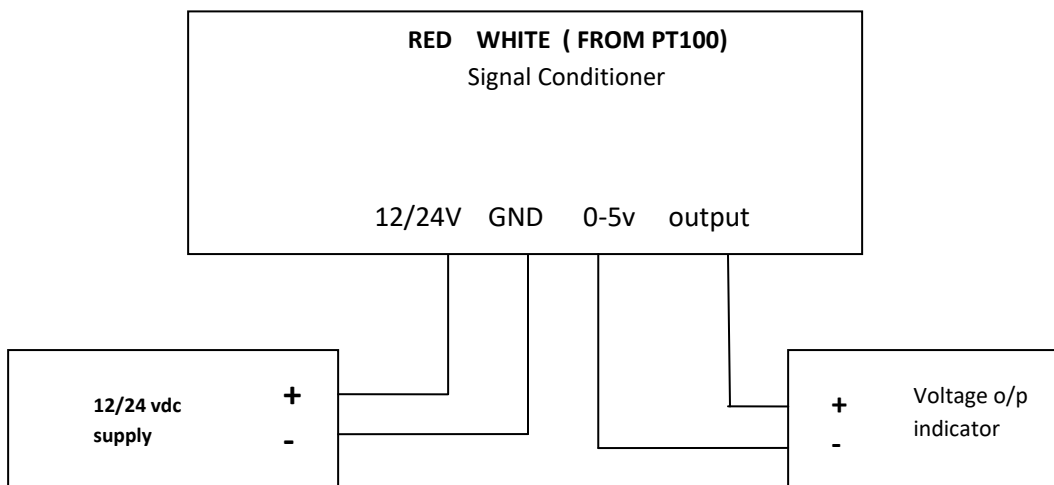 RED WHITE ( FROM PT100)
Signal Conditioner
12/24V GND 0-5v output
12/24 vdc
supply
+
-
+
-
Voltage o/p
indicator